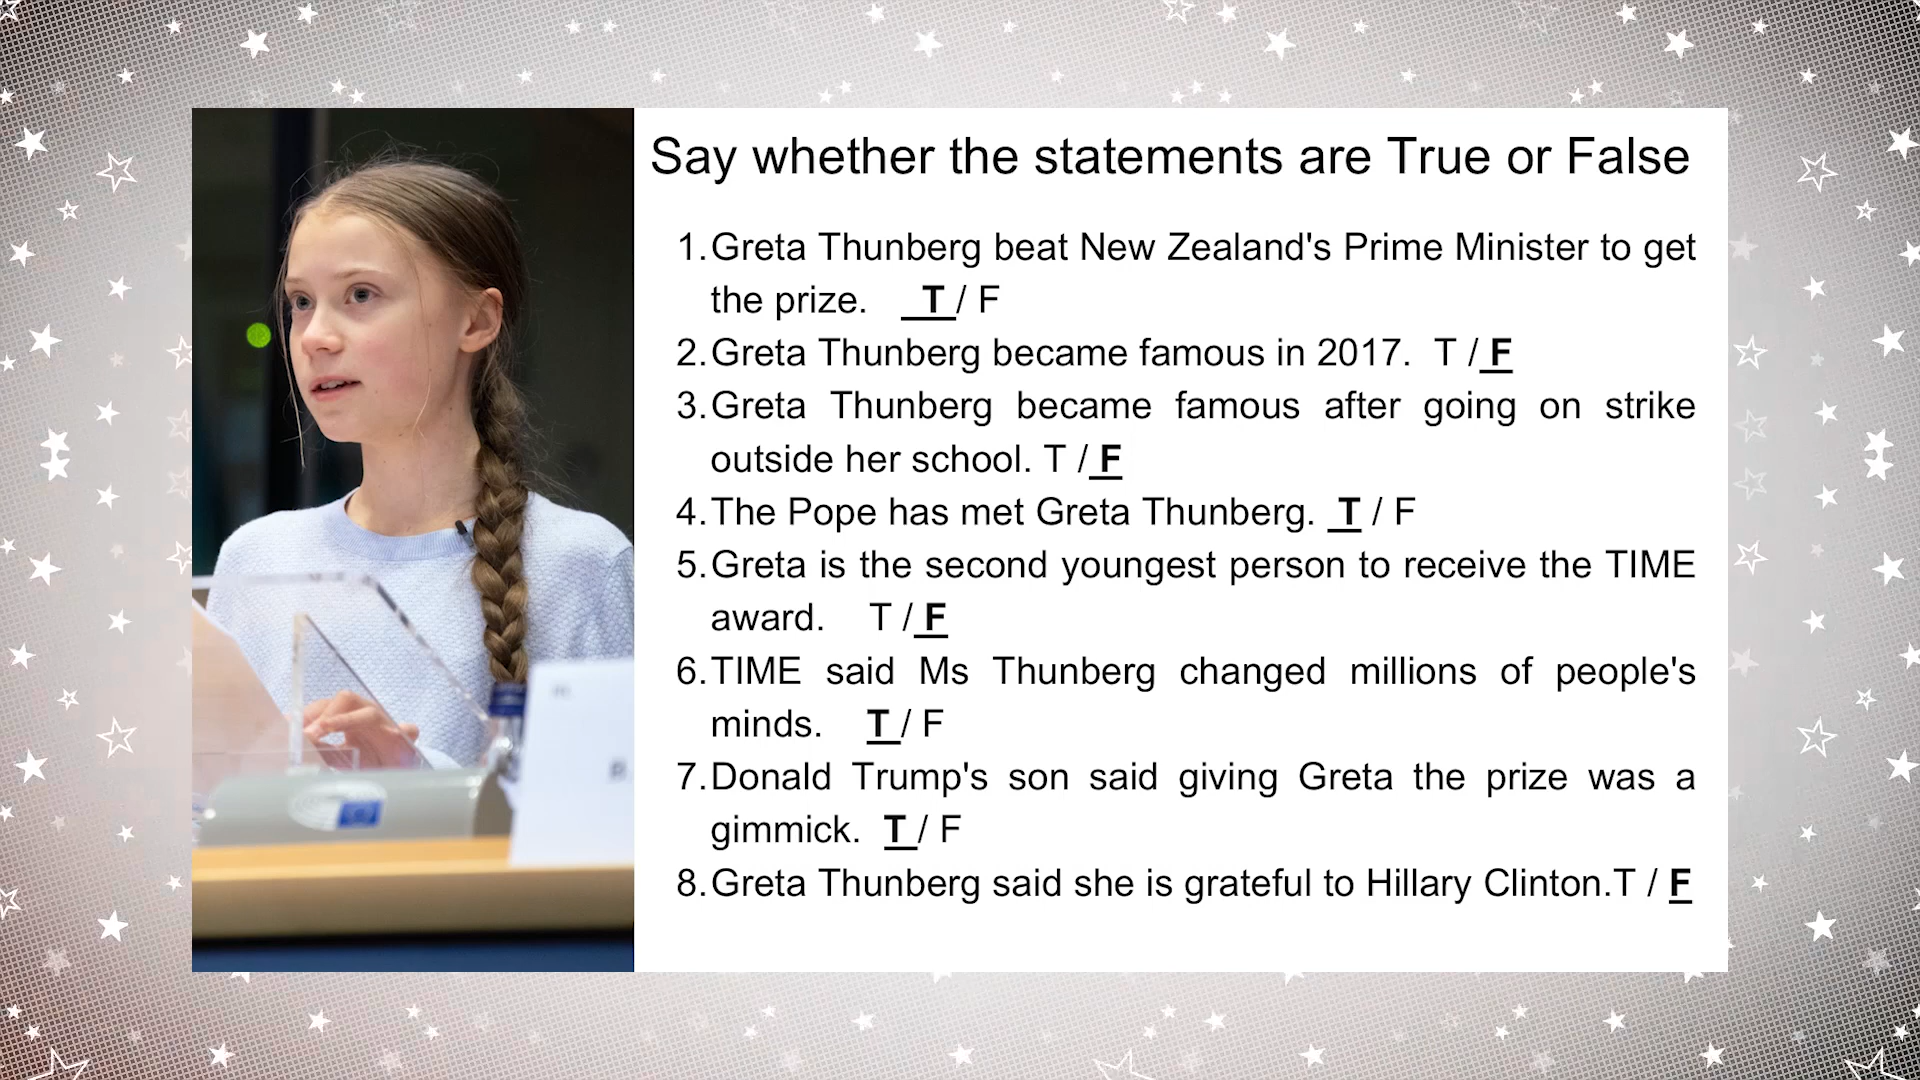 Say whether the statements are True or False
1. Greta Thunberg beat New Zealand's Prime Minister to get
the prize. T / F
2. Greta Thunberg became famous in 2017. T / F
3. Greta Thunberg became famous after going on strike
outside her school. T / F
4. The Pope has met Greta Thunberg. T / F
5. Greta is the second youngest person to receive the TIME
award. T / F
6. TIME said Ms Thunberg changed millions of people's
minds. T / F
7. Donald Trump's son said giving Greta the prize was a
gimmick. T / F
8. Greta Thunberg said she is grateful to Hillary Clinton.T / F